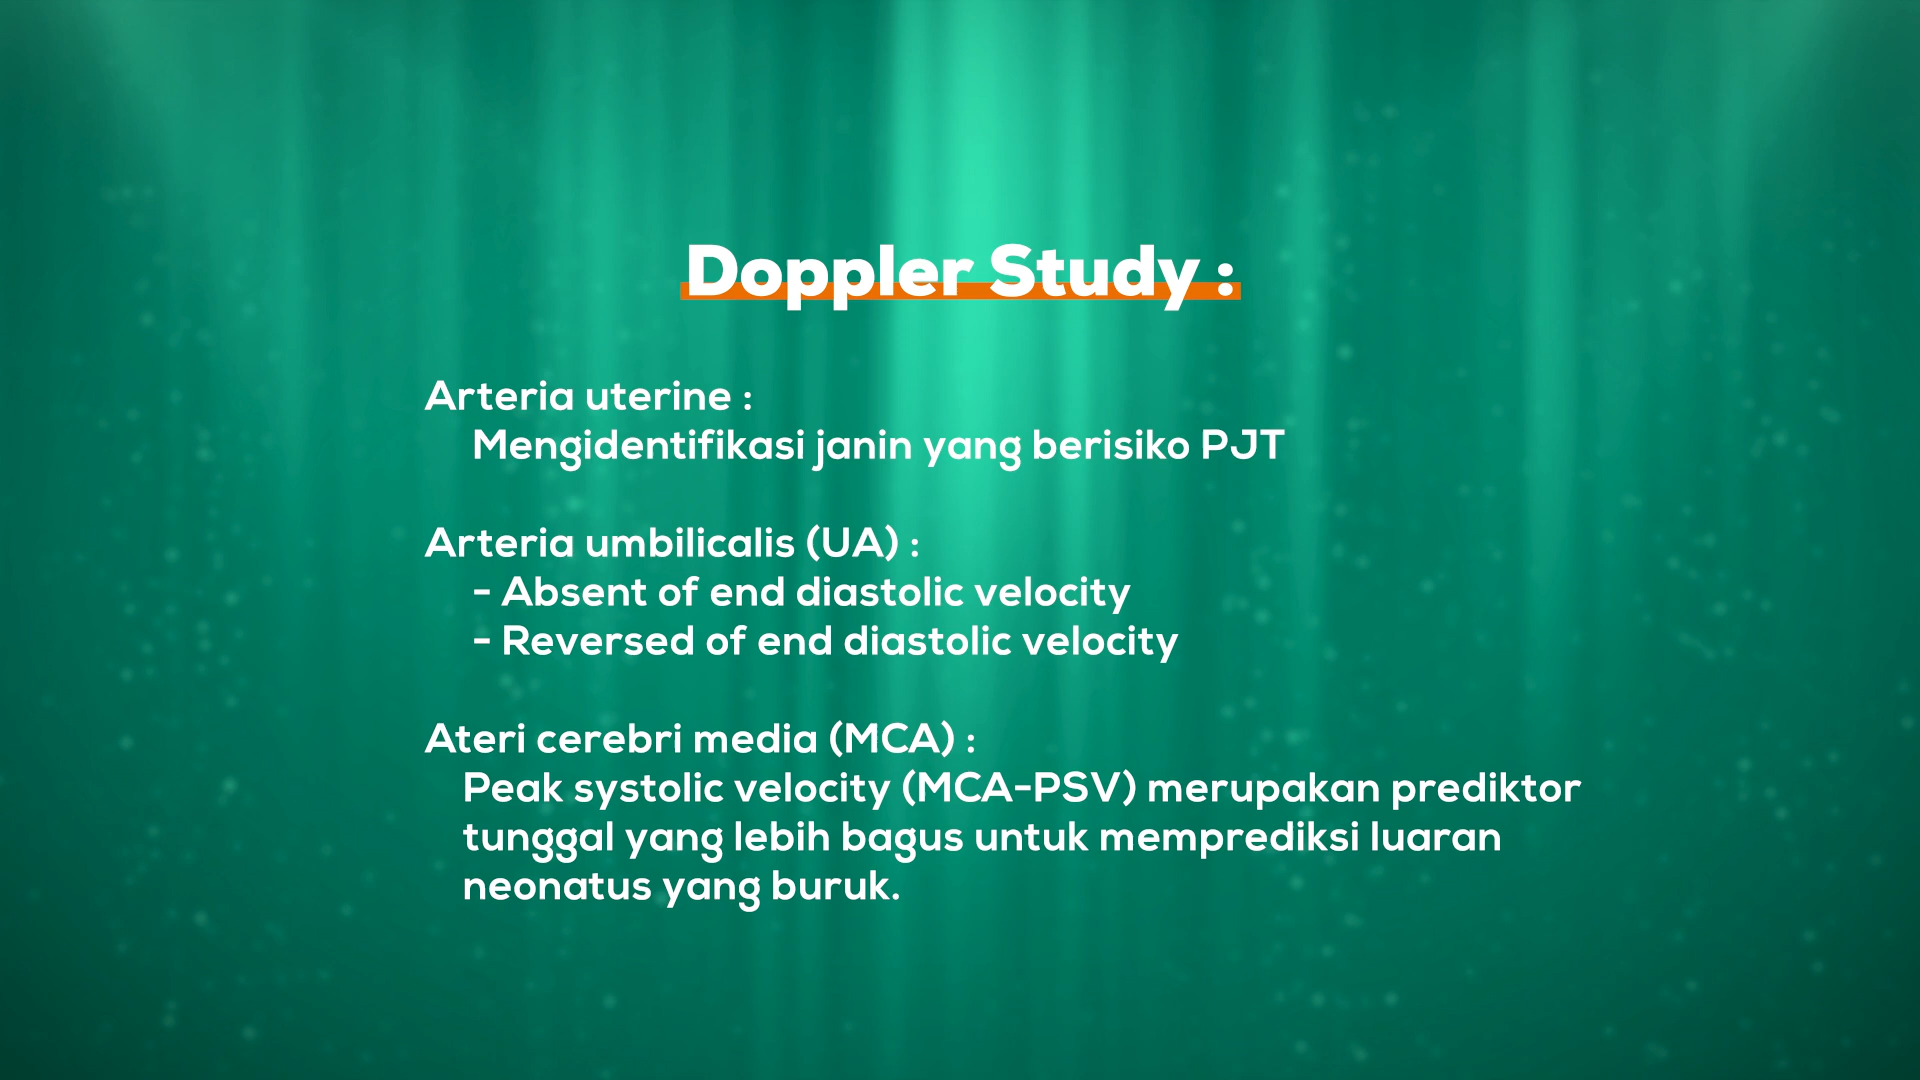 Doppler Study :
Arteria uterine :
Mengidentifikasi janin yang berisiko PJT
Arteria umbilicalis (UA) :
- Absent of end diastolic velocity
- Reversed of end diastolic velocity
Ateri cerebri media (MCA) :
Peak systolic velocity (MCA-PSV) merupakan prediktor
tunggal yang lebih bagus untuk memprediksi luaran
neonatus yang buruk.